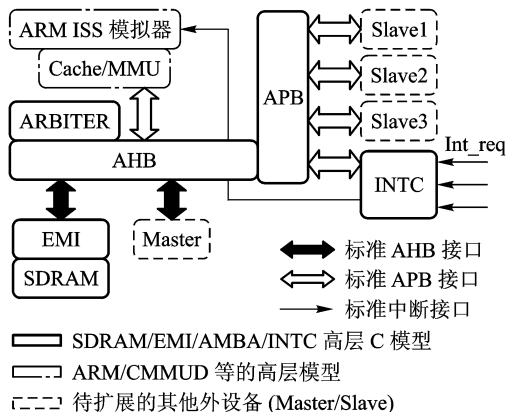 ARM ISS 模拟器
Cache/MMU
ARBITER
AHB
APB
Slave1
Slave2
Slave3
Int_req
INTC
EMI
SDRAM
Master
标准 AHB 接口
标准 APB 接口
标准中断接口
SDRAM/EMI/AMBA/INTC 高层 C 模型
ARM/CMMUD 等的高层模型
待扩展的其他外设备 (Master/Slave)